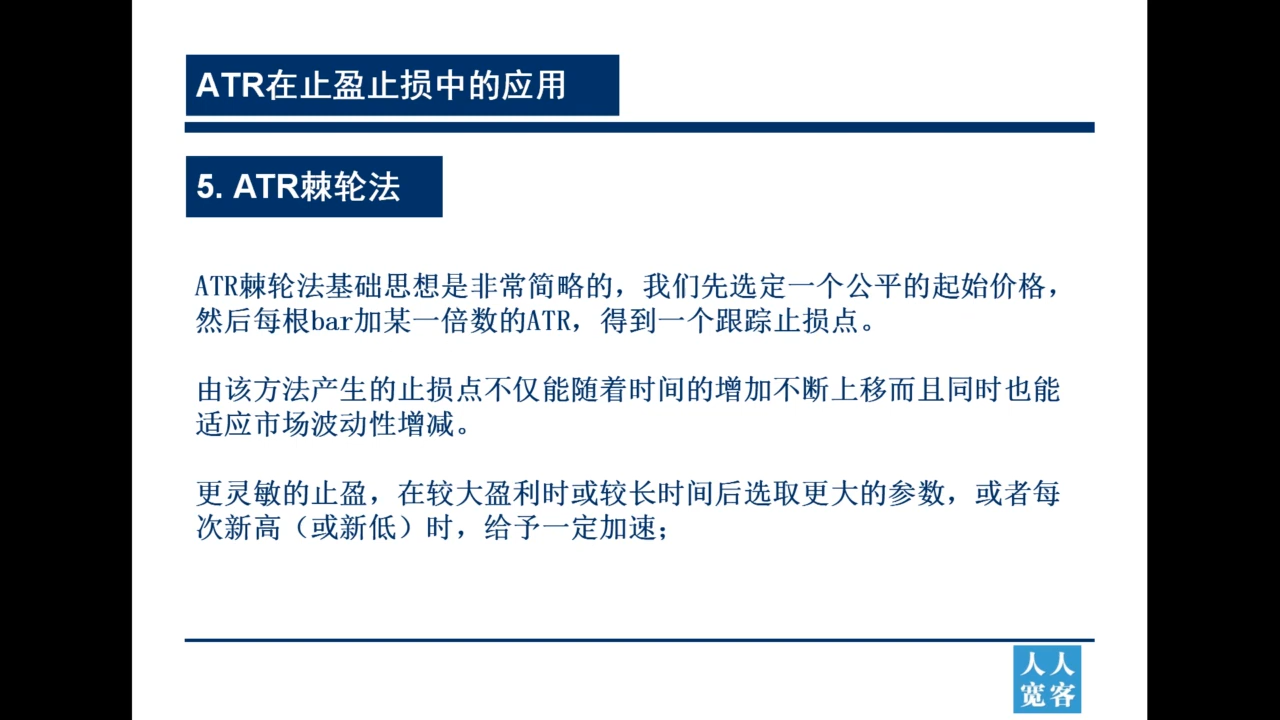 ATR在止盈止损中的应用
5. ATR棘轮法
ATR棘轮法基础思想是非常简略的，我们先选定一个公平的起始价格，
然后每根bar加某一倍数的ATR，得到一个跟踪止损点。
由该方法产生的止损点不仅能随着时间的增加不断上移而且同时也能
适应市场波动性增减。
更灵敏的止盈，在较大盈利时或较长时间后选取更大的参数，或者每
次新高（或新低）时，给予一定加速；
人人
宽客